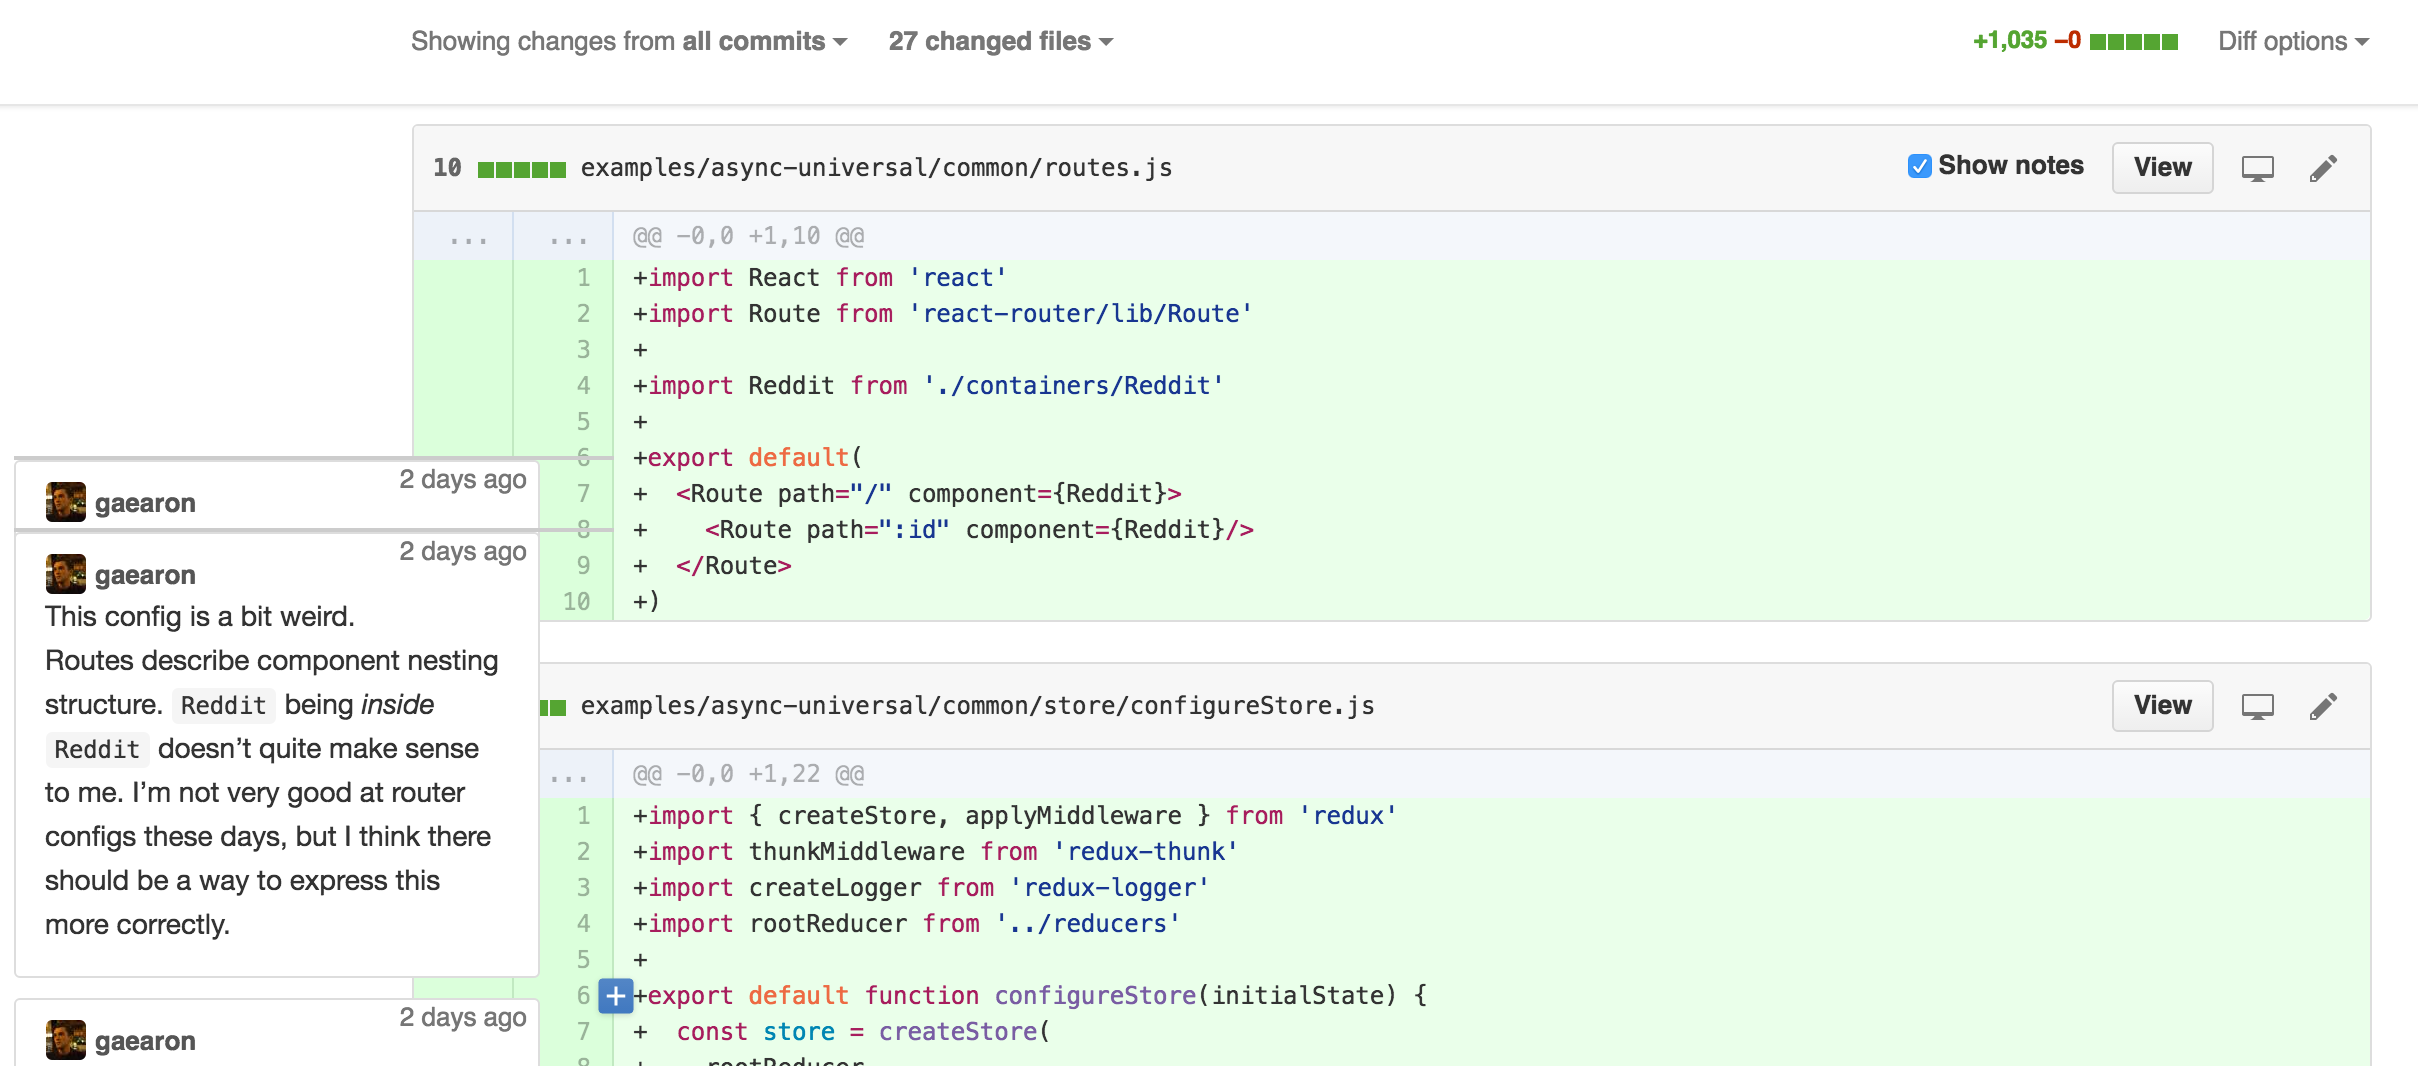 Showing changes from all commits 27 changed files +1,035 −0 Diff options
10 examples/async-universal/common/routes.js Show notes View
... ... @@ -0,0 +1,10 @@
1 +import React from 'react'
2 +import Route from 'react-router/lib/Route'
3 +
4 +import Reddit from './containers/Reddit'
5 +
6 +export default(
7 +  <Route path="/" component={Reddit}>
8 +    <Route path=":id" component={Reddit}/>
9 +  </Route>
10 +)
gaearon 2 days ago
gaearon 2 days ago
This config is a bit weird.
Routes describe component nesting
structure. Reddit being inside
Reddit doesn’t quite make sense
to me. I’m not very good at router
configs these days, but I think there
should be a way to express this
more correctly.
gaearon 2 days ago
examples/async-universal/common/store/configureStore.js View
... @@ -0,0 +1,22 @@
1 +import { createStore, applyMiddleware } from 'redux'
2 +import thunkMiddleware from 'redux-thunk'
3 +import createLogger from 'redux-logger'
4 +import rootReducer from '../reducers'
5 +
6 + +export default function configureStore(initialState) {
7 +  const store = createStore(
8 +    rootReducer